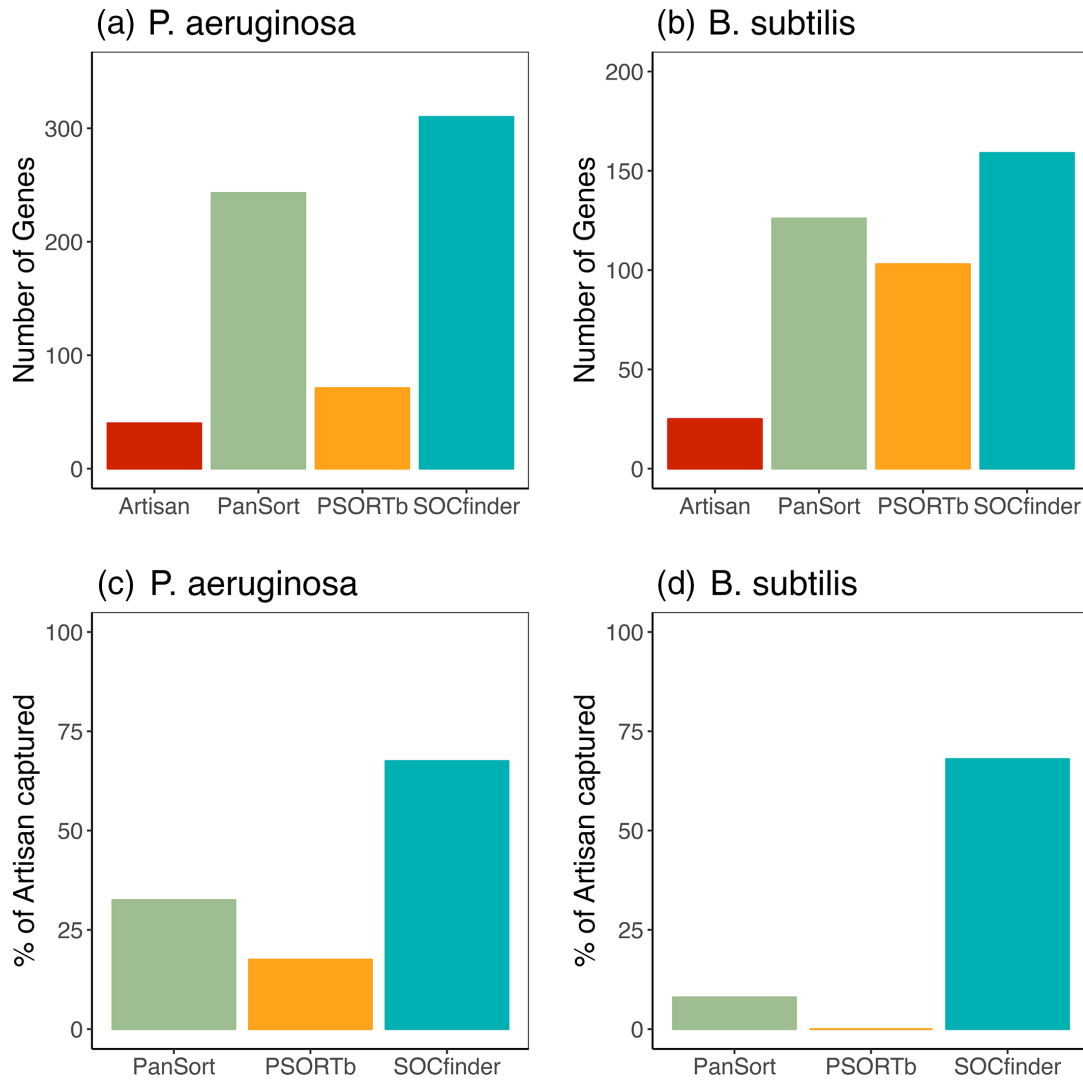 (a) P. aeruginosa
Number of Genes
300
200
100
0
Artisan PanSort PSORTb SOCfinder
(b) B. subtilis
Number of Genes
200
150
100
50
0
Artisan PanSort PSORTb SOCfinder
(c) P. aeruginosa
% of Artisan captured
100
75
50
25
0
PanSort PSORTb SOCfinder
(d) B. subtilis
% of Artisan captured
100
75
50
25
0
PanSort PSORTb SOCfinder